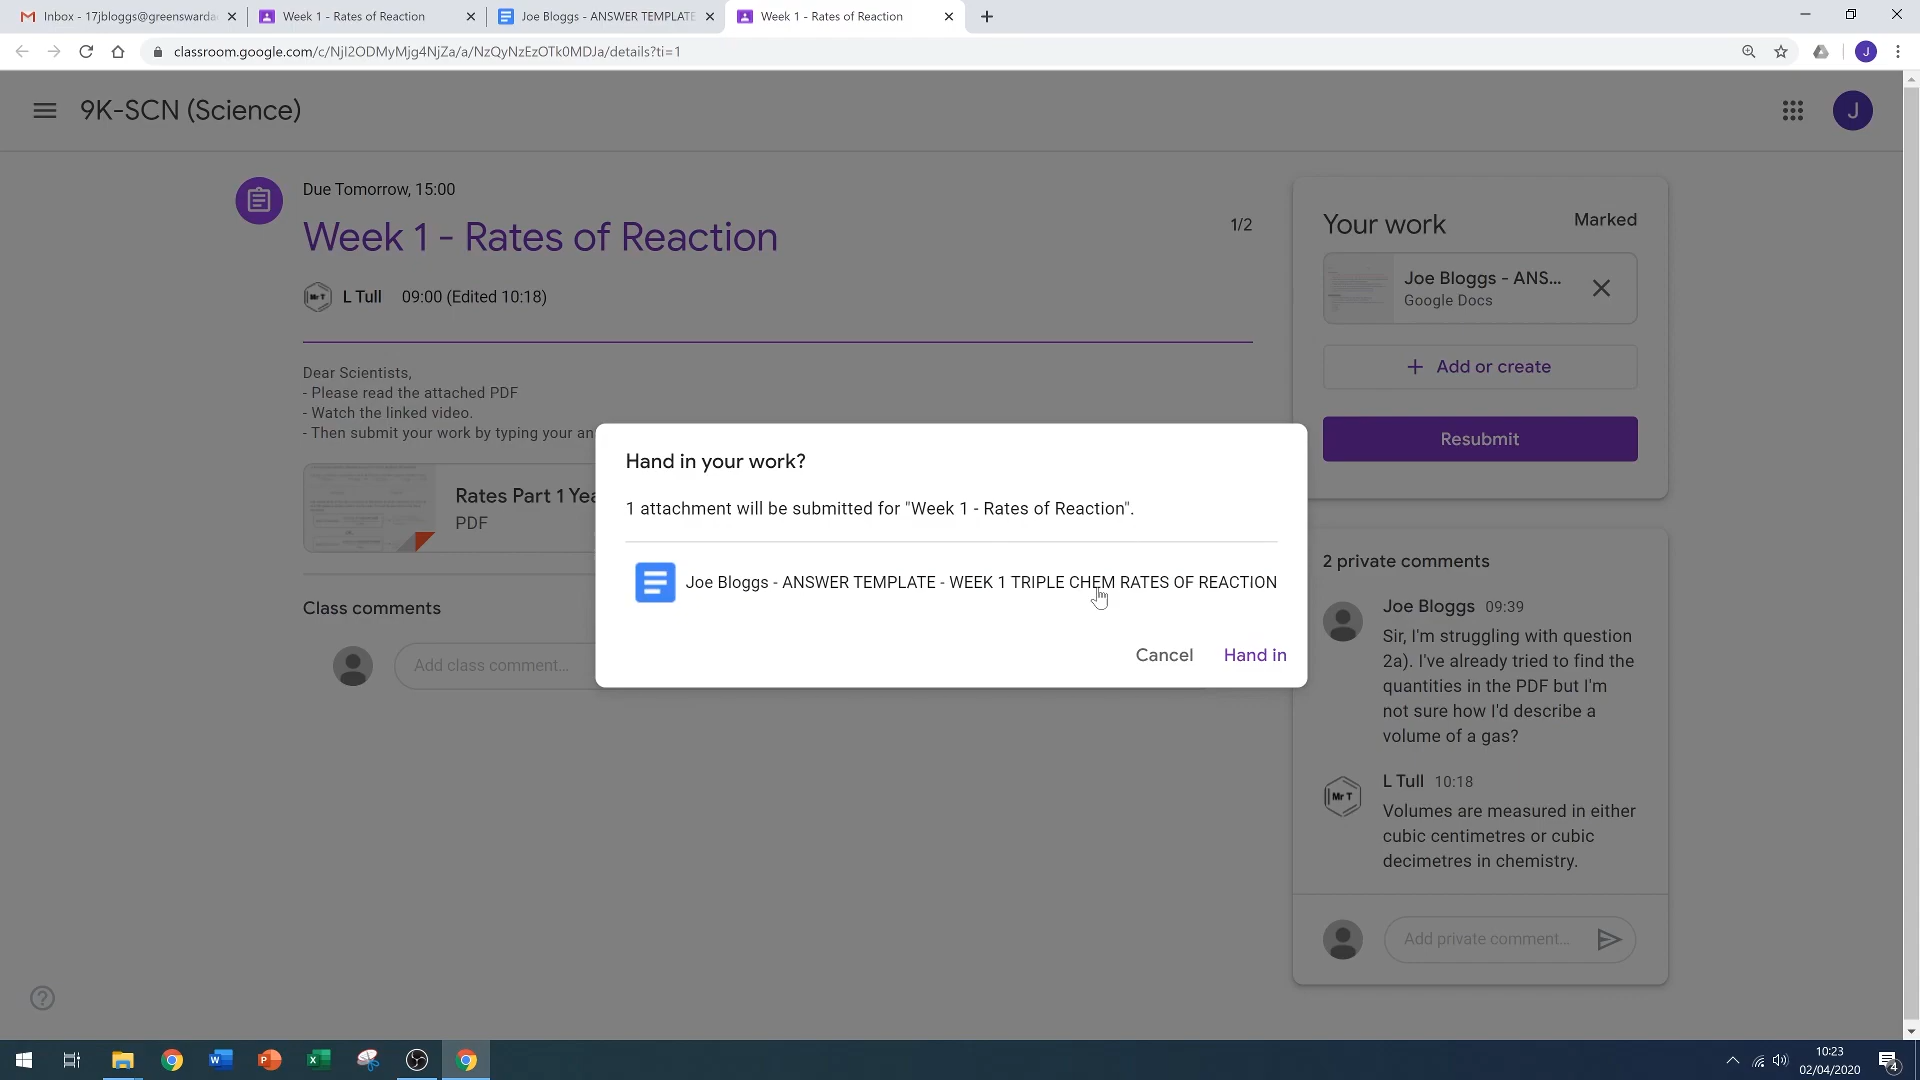 Inbox - 17jbloggs@greenswarda
Week 1 - Rates of Reaction
Joe Bloggs - ANSWER TEMPLATE
Week 1 - Rates of Reaction
classroom.google.com/c/NjI2ODMyMjg4NjZa/a/NzQyNzEzOTk0MDJa/details?ti=1
J
9K-SCN (Science)
J
Due Tomorrow, 15:00
Week 1 - Rates of Reaction
1/2
Mr T
L Tull 09:00 (Edited 10:18)
Dear Scientists,
- Please read the attached PDF
- Watch the linked video.
- Then submit your work by typing your an
Rates Part 1 Yea
PDF
Class comments
Add class comment...
Hand in your work?
1 attachment will be submitted for "Week 1 - Rates of Reaction".
Joe Bloggs - ANSWER TEMPLATE - WEEK 1 TRIPLE CHEM RATES OF REACTION
Cancel
Hand in
Your work
Marked
Joe Bloggs - ANS...
Google Docs
+ Add or create
Resubmit
2 private comments
Joe Bloggs 09:39
Sir, I'm struggling with question
2a). I've already tried to find the
quantities in the PDF but I'm
not sure how I'd describe a
volume of a gas?
Mr T
L Tull 10:18
Volumes are measured in either
cubic centimetres or cubic
decimetres in chemistry.
Add private comment...
?
10:23
02/04/2020
4